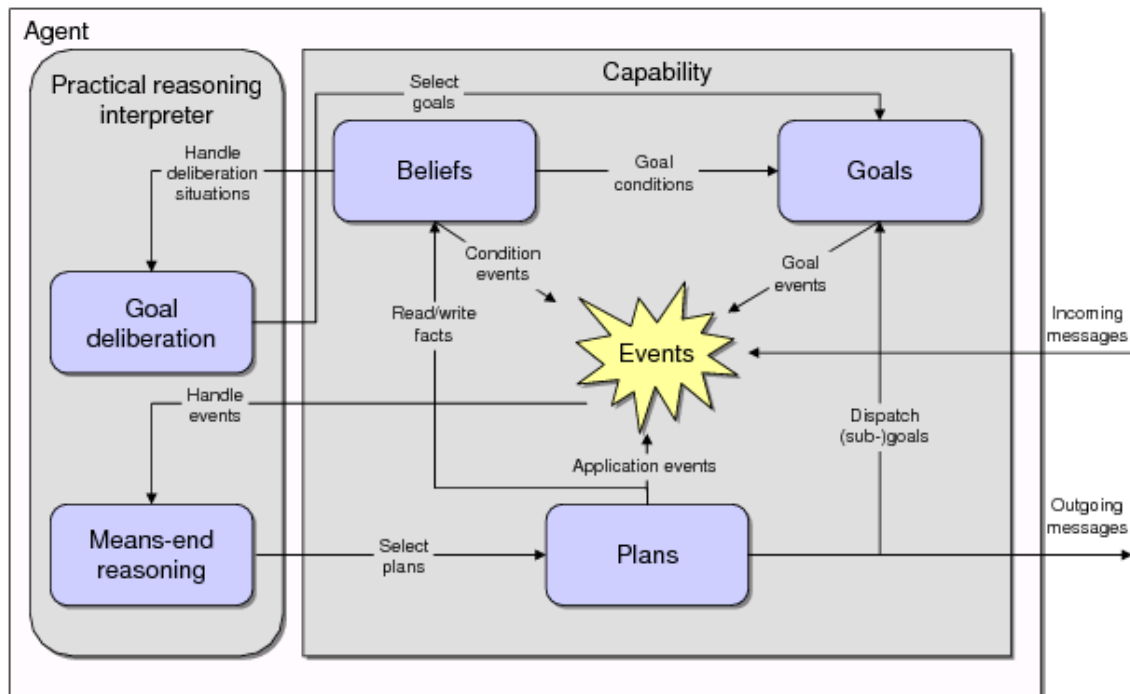 Agent
Practical reasoning
interpreter
Capability
Select
goals
Handle
deliberation
situations
Beliefs
Goal
conditions
Goals
Condition
events
Goal
events
Goal
deliberation
Read/write
facts
Events
Incoming
messages
Handle
events
Dispatch
(sub-)goals
Application events
Means-end
reasoning
Select
plans
Plans
Outgoing
messages